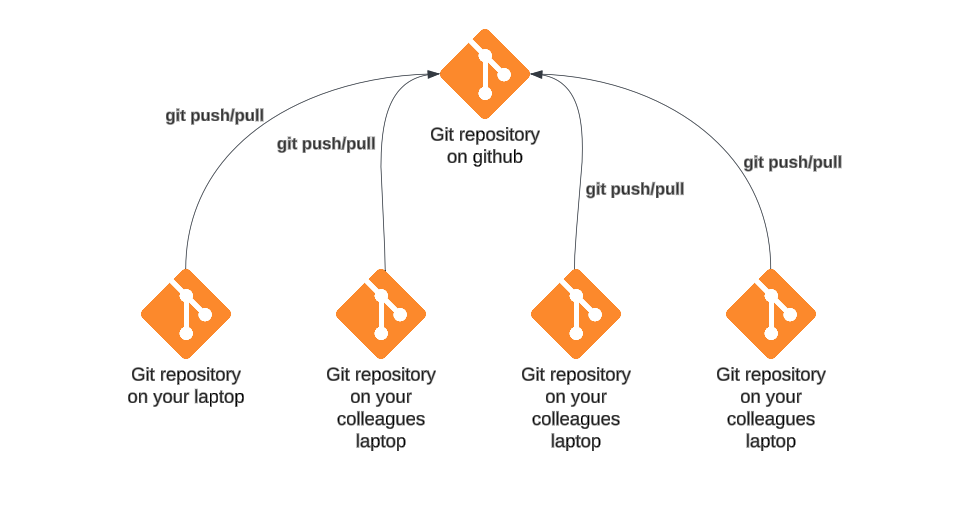 git push/pull
git push/pull
Git repository
on github
git push/pull
git push/pull
Git repository
on your laptop
Git repository
on your
colleagues
laptop
Git repository
on your
colleagues
laptop
Git repository
on your
colleagues
laptop